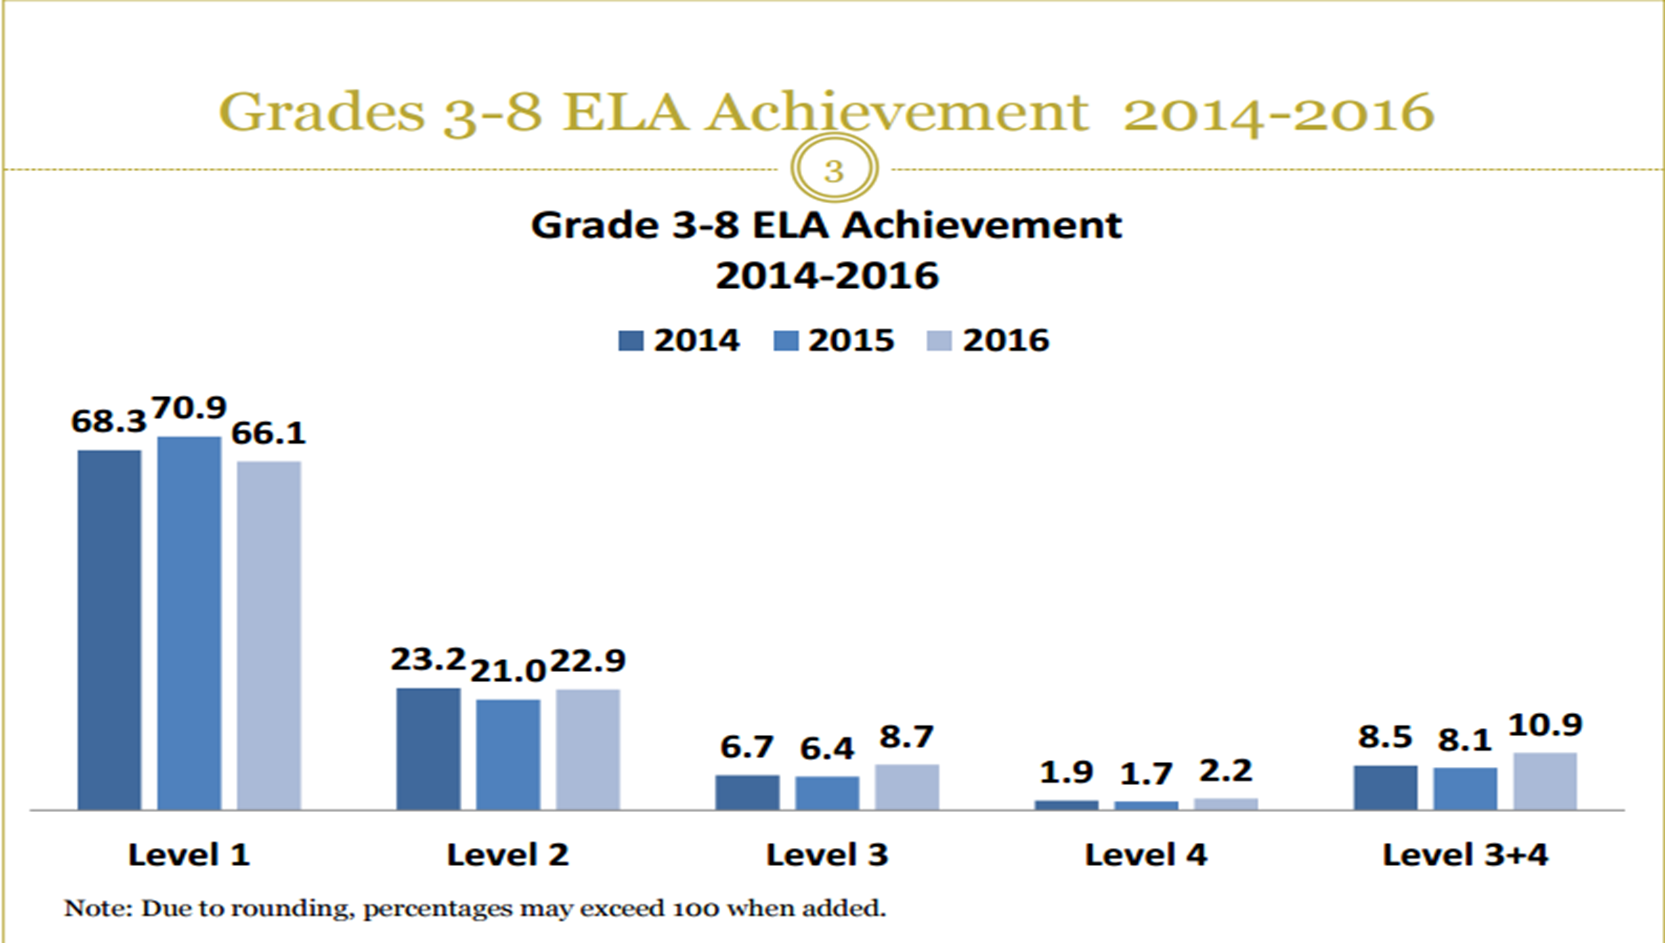 Grades 3-8 ELA Achievement 2014-2016
3
Grade 3-8 ELA Achievement
2014-2016
2014 2015 2016
68.3 70.9 66.1
23.2 21.0 22.9
6.7 6.4 8.7
1.9 1.7 2.2
8.5 8.1 10.9
Level 1 Level 2 Level 3 Level 4 Level 3+4
Note: Due to rounding, percentages may exceed 100 when added.